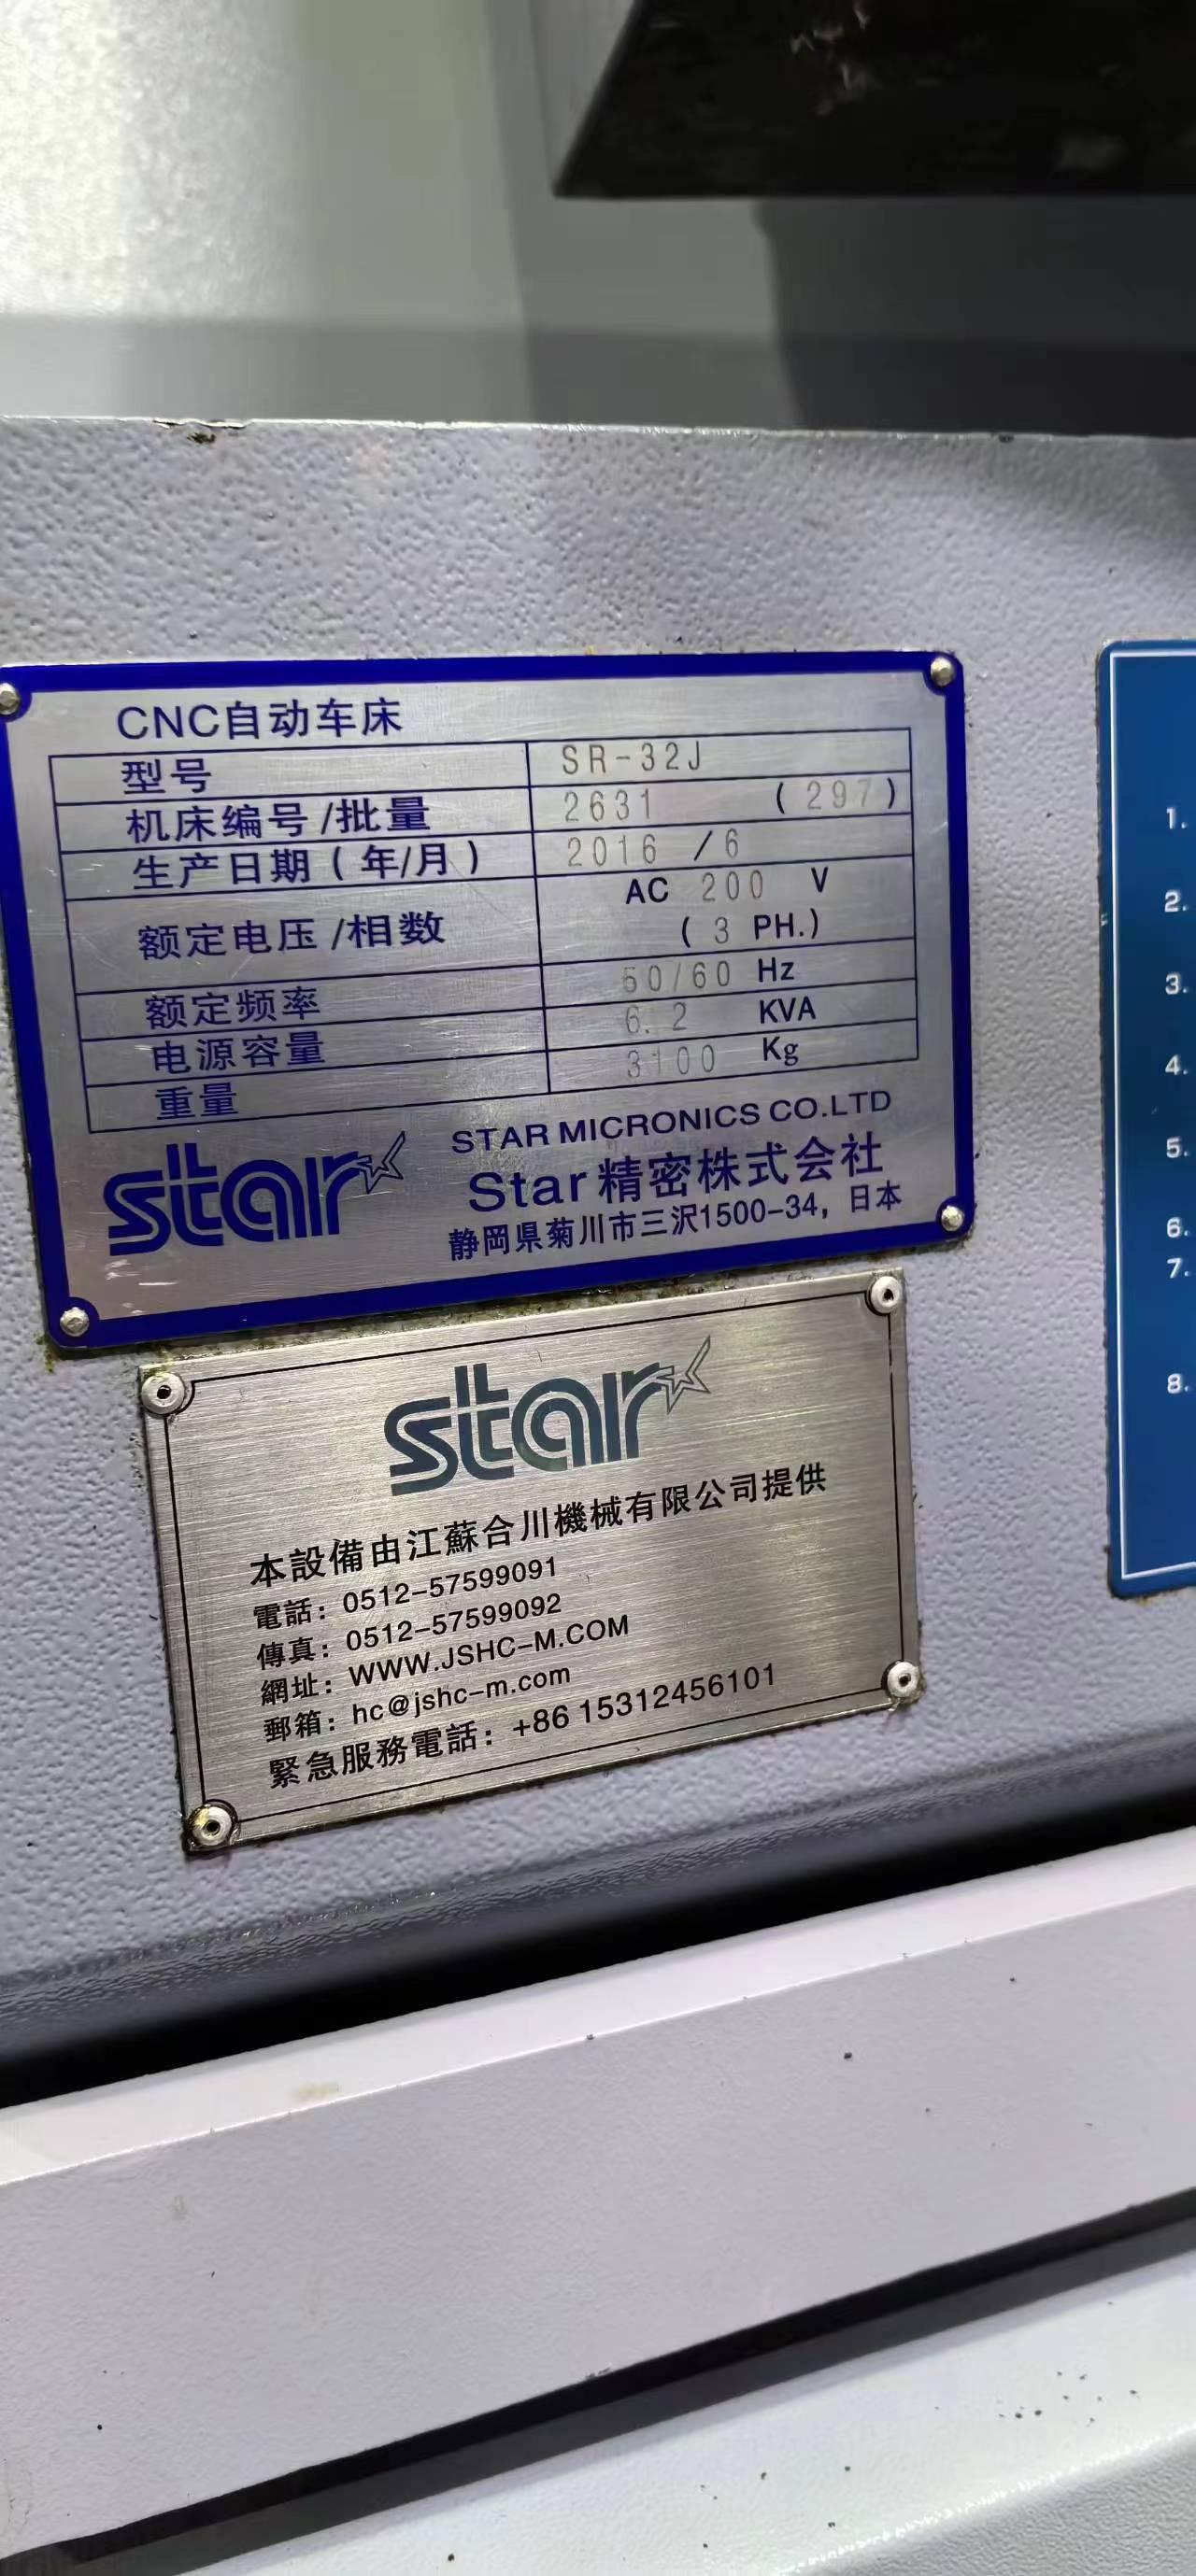 CNC自动车床
型号 SR-32J
机床编号/批量 2631 (297)
生产日期(年/月) 2016 /6
额定电压/相数 AC 200 V
(3 PH.)
额定频率 50/60 Hz
电源容量 6.2 KVA
重量 3100 Kg
star
STAR MICRONICS CO.LTD
Star精密株式会社
静岡県菊川市三沢1500-34，日本
star
本設備由江蘇合川機械有限公司提供
電話：0512-57599091
傳真：0512-57599092
網址：WWW.JSHC-M.COM
郵箱：hc@jshc-m.com
緊急服務電話：+86 15312456101
1.
2.
3.
4.
5.
6.
7.
8.